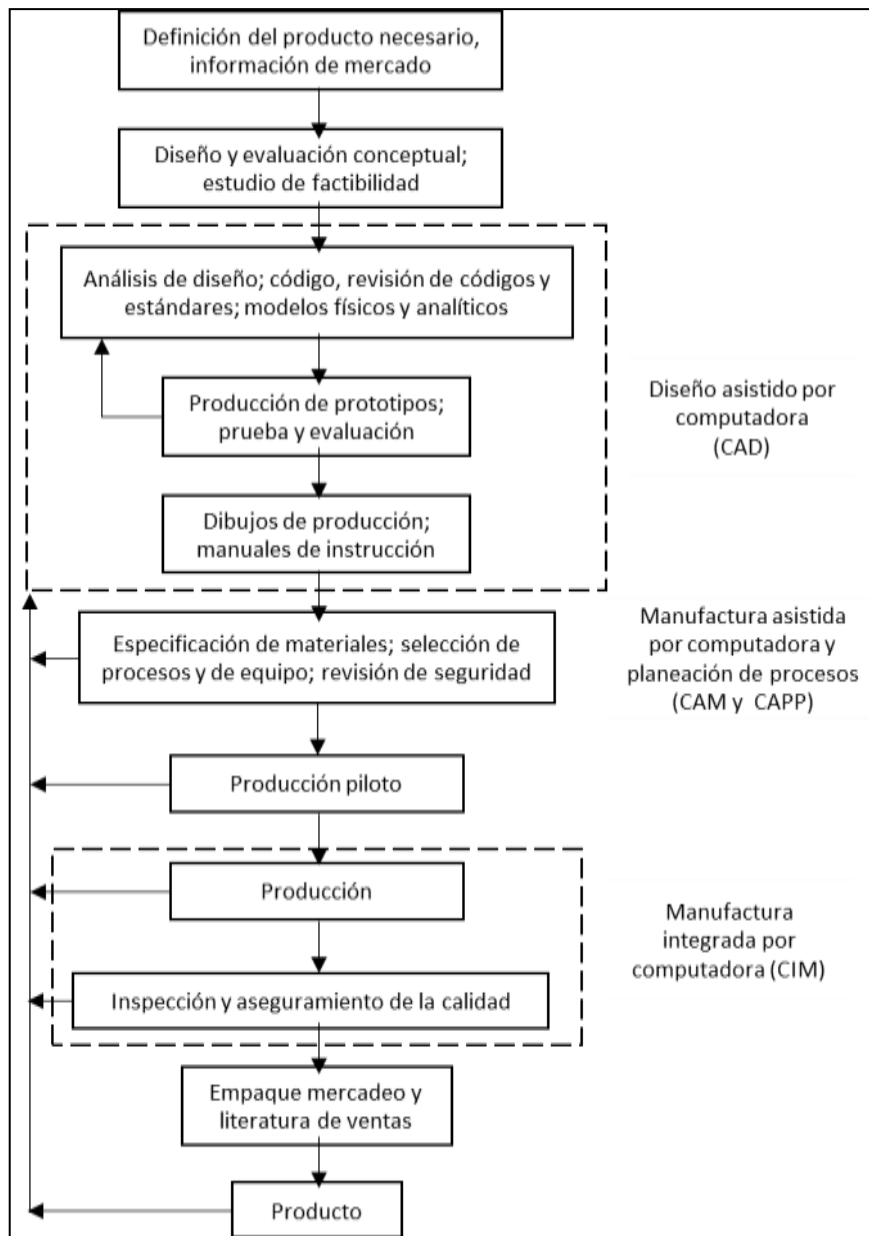 Definición del producto necesario,
información de mercado
Diseño y evaluación conceptual;
estudio de factibilidad
Análisis de diseño; código, revisión de códigos y
estándares; modelos físicos y analíticos
Producción de prototipos;
prueba y evaluación
Diseño asistido por
computadora
(CAD)
Dibujos de producción;
manuales de instrucción
Especificación de materiales; selección de
procesos y de equipo; revisión de seguridad
Manufactura asistida
por computadora y
planeación de procesos
(CAM y CAPP)
Producción piloto
Producción
Manufactura
integrada por
computadora (CIM)
Inspección y aseguramiento de la calidad
Empaque mercadeo y
literatura de ventas
Producto